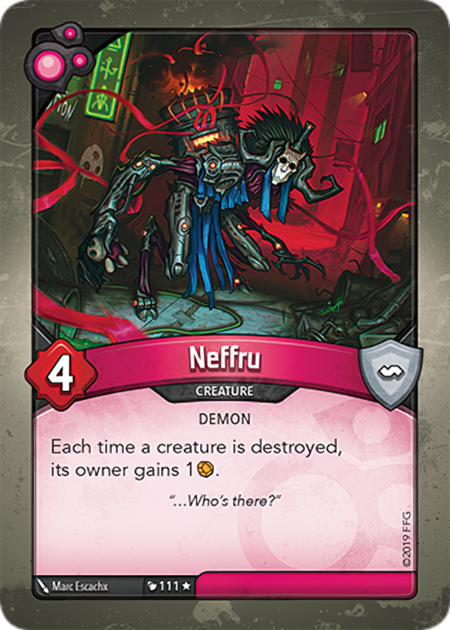 Neffru
4
CREATURE
DEMON
Each time a creature is destroyed,
its owner gains 1.
“...Who’s there?”
©2019 FFG
Marc Escachx
111